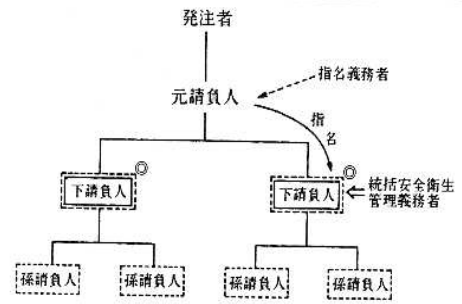 発注者
指名義務者
元請負人
指名
◎
◎
下請負人
下請負人
統括安全衛生
管理義務者
孫請負人
孫請負人
孫請負人
孫請負人